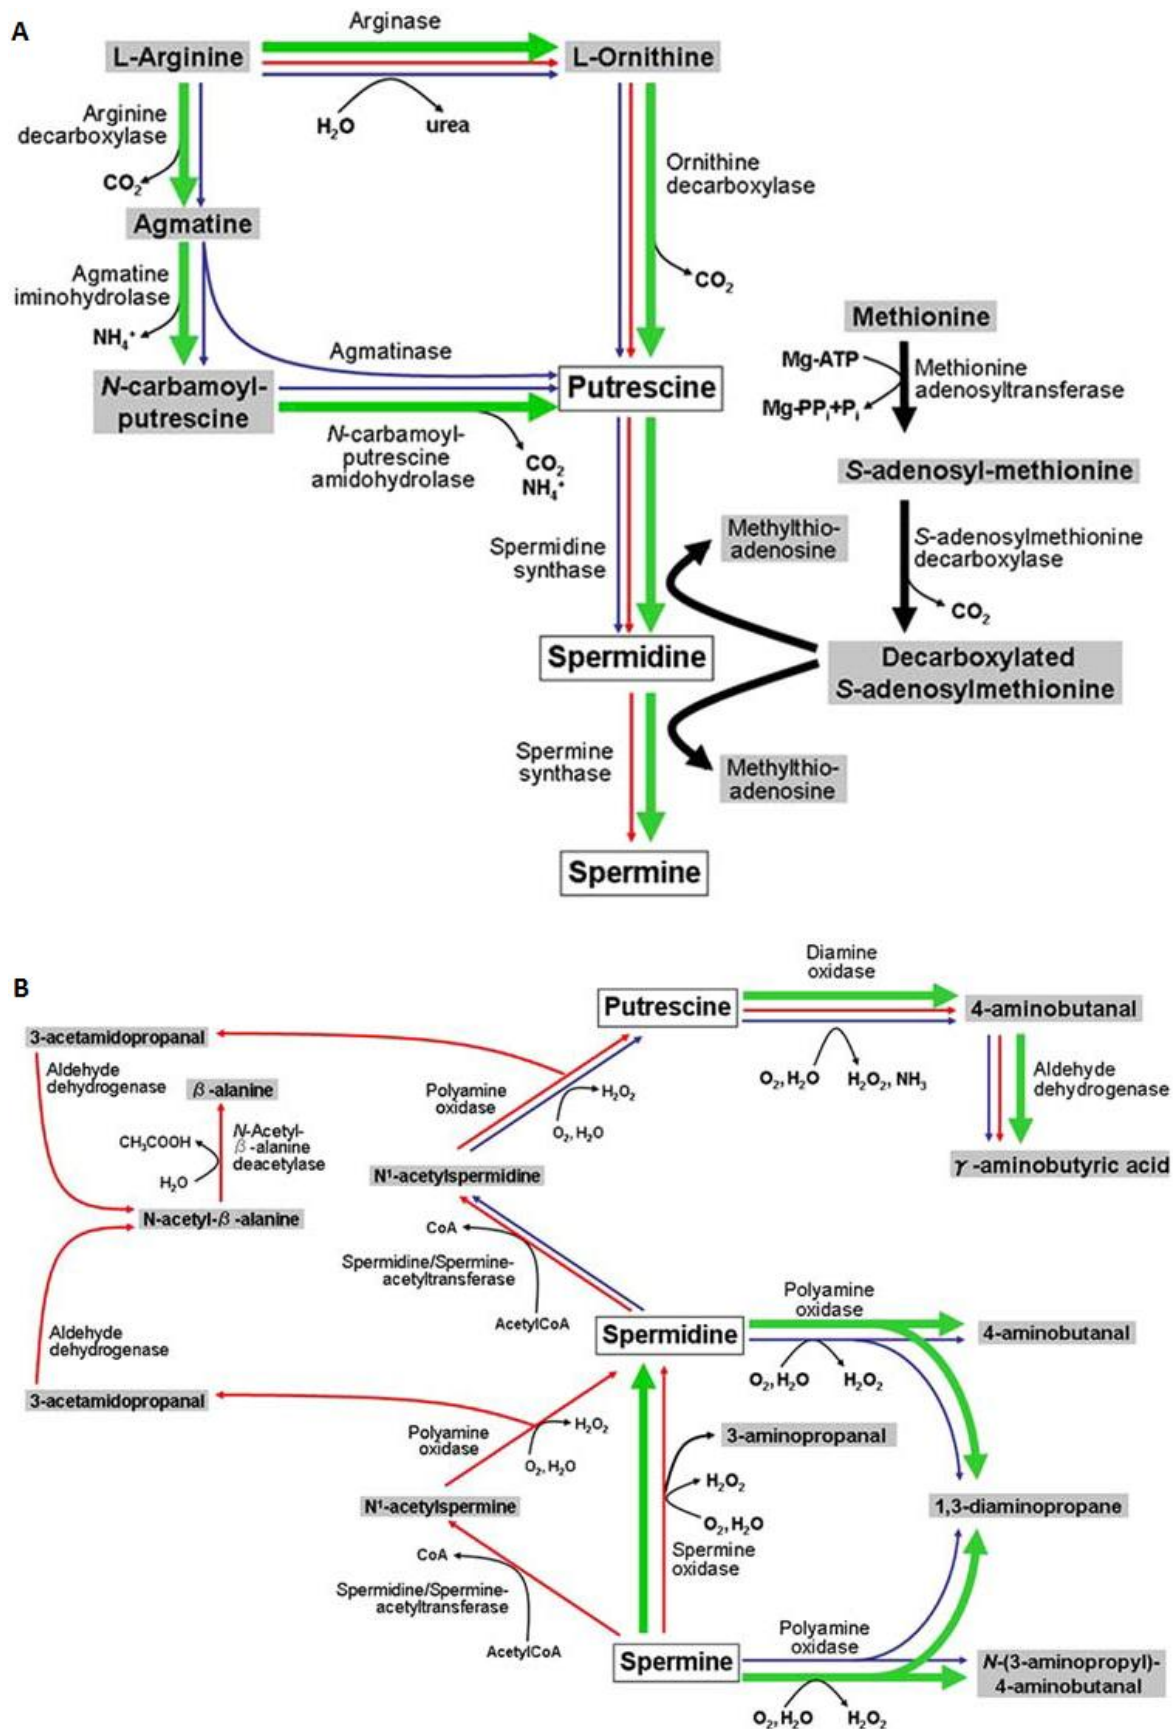 A
Arginase
L-Arginine
L-Ornithine
H₂O
urea
Arginine
decarboxylase
CO₂
Ornithine
decarboxylase
Agmatine
CO₂
Agmatine
iminohydrolase
NH₄⁺
Methionine
Mg-ATP
Methionine
adenosyltransferase
Mg-PPᵢ+Pᵢ
Agmatinase
N-carbamoyl-
putrescine
Putrescine
N-carbamoyl-
putrescine
amidohydrolase
CO₂
NH₄⁺
S-adenosyl-methionine
Methylthio-
adenosine
S-adenosylmethionine
decarboxylase
CO₂
Spermidine
synthase
Spermidine
Decarboxylated
S-adenosylmethionine
Spermine
synthase
Methylthio-
adenosine
Spermine
B
Diamine
oxidase
Putrescine
4-aminobutanal
O₂, H₂O
H₂O₂, NH₃
Aldehyde
dehydrogenase
γ -aminobutyric acid
3-acetamidopropanal
Aldehyde
dehydrogenase
β -alanine
CH₃COOH
H₂O
N-Acetyl-
β -alanine
deacetylase
N-acetyl-β -alanine
Polyamine
oxidase
H₂O₂
O₂, H₂O
N¹-acetylspermidine
CoA
Spermidine/Spermine-
acetyltransferase
AcetylCoA
Spermidine
Polyamine
oxidase
4-aminobutanal
O₂, H₂O
H₂O₂
Aldehyde
dehydrogenase
3-acetamidopropanal
Polyamine
oxidase
H₂O₂
O₂, H₂O
3-aminopropanal
H₂O₂
O₂, H₂O
Spermine
oxidase
1,3-diaminopropane
N¹-acetylspermine
CoA
Spermidine/Spermine-
acetyltransferase
AcetylCoA
Spermine
Polyamine
oxidase
N-(3-aminopropyl)-
4-aminobutanal
O₂, H₂O
H₂O₂